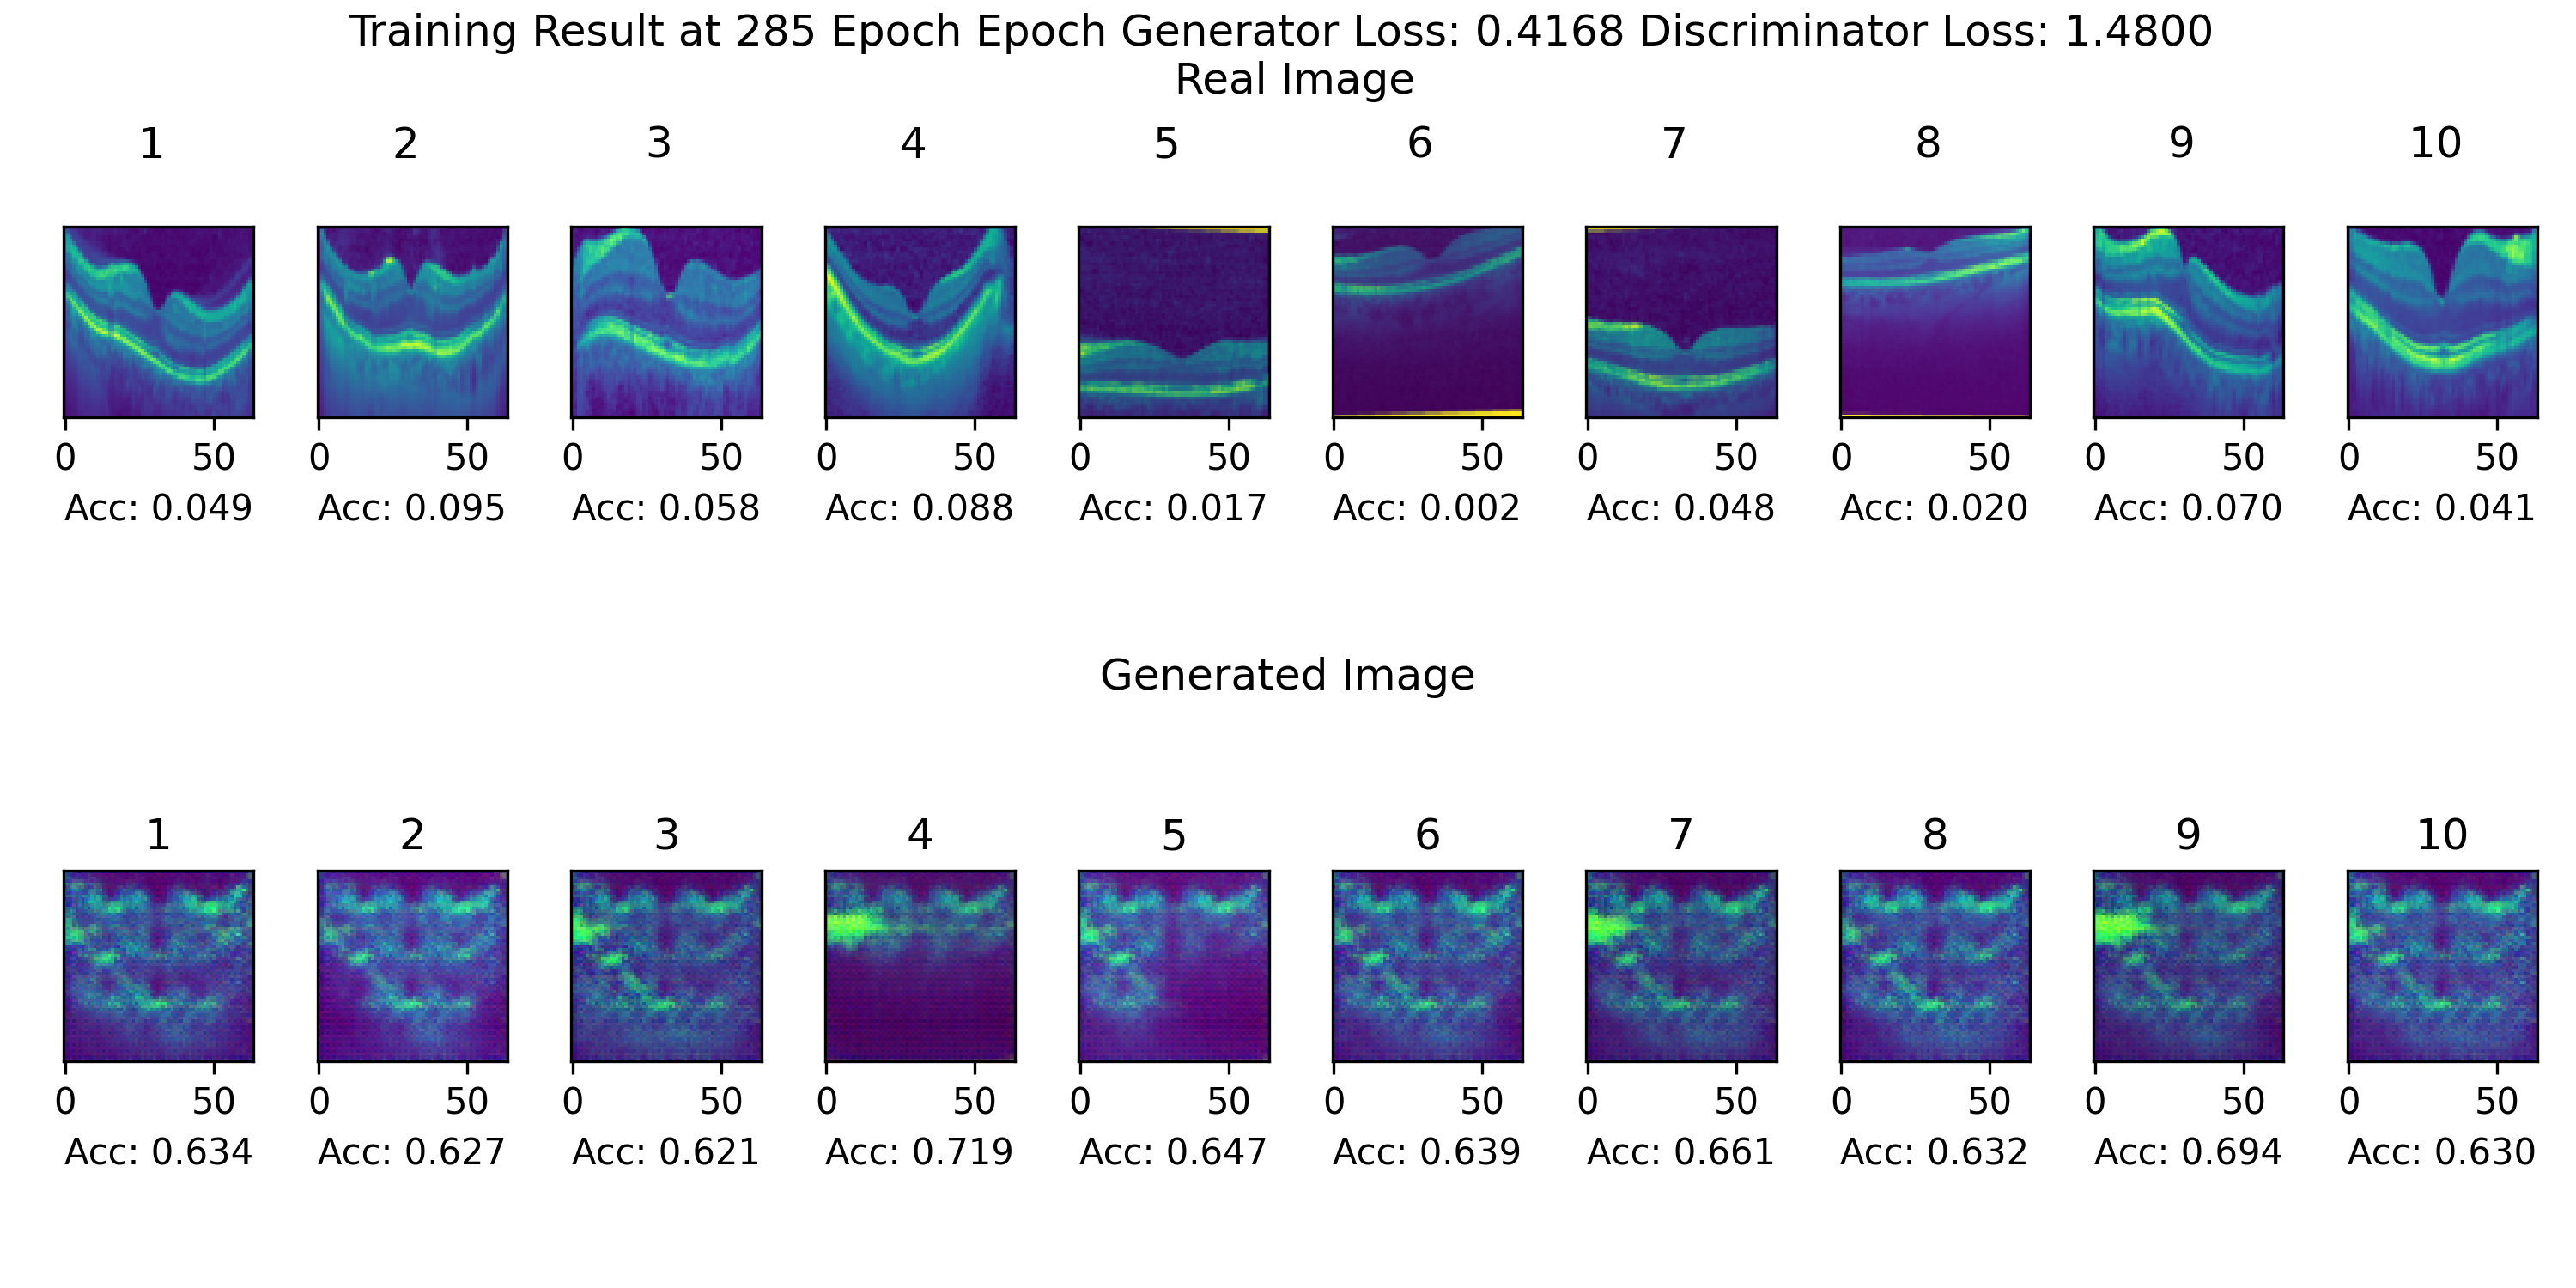 Training Result at 285 Epoch Epoch Generator Loss: 0.4168 Discriminator Loss: 1.4800
Real Image
1 2 3 4 5 6 7 8 9 10
0 50 0 50 0 50 0 50 0 50 0 50 0 50 0 50 0 50 0 50
Acc: 0.049 Acc: 0.095 Acc: 0.058 Acc: 0.088 Acc: 0.017 Acc: 0.002 Acc: 0.048 Acc: 0.020 Acc: 0.070 Acc: 0.041
Generated Image
1 2 3 4 5 6 7 8 9 10
0 50 0 50 0 50 0 50 0 50 0 50 0 50 0 50 0 50 0 50
Acc: 0.634 Acc: 0.627 Acc: 0.621 Acc: 0.719 Acc: 0.647 Acc: 0.639 Acc: 0.661 Acc: 0.632 Acc: 0.694 Acc: 0.630